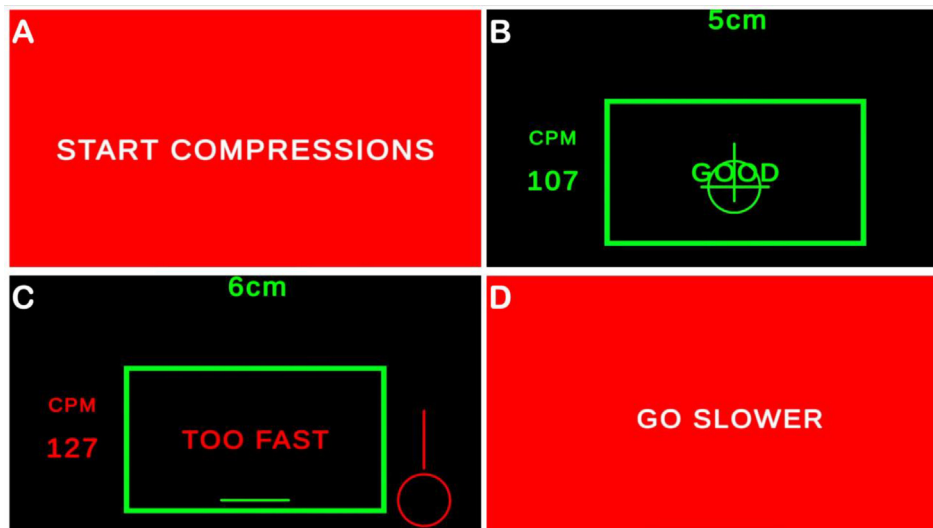 A
START COMPRESSIONS
B
5cm
CPM
107
GOOD
C
6cm
CPM
127
TOO FAST
D
GO SLOWER